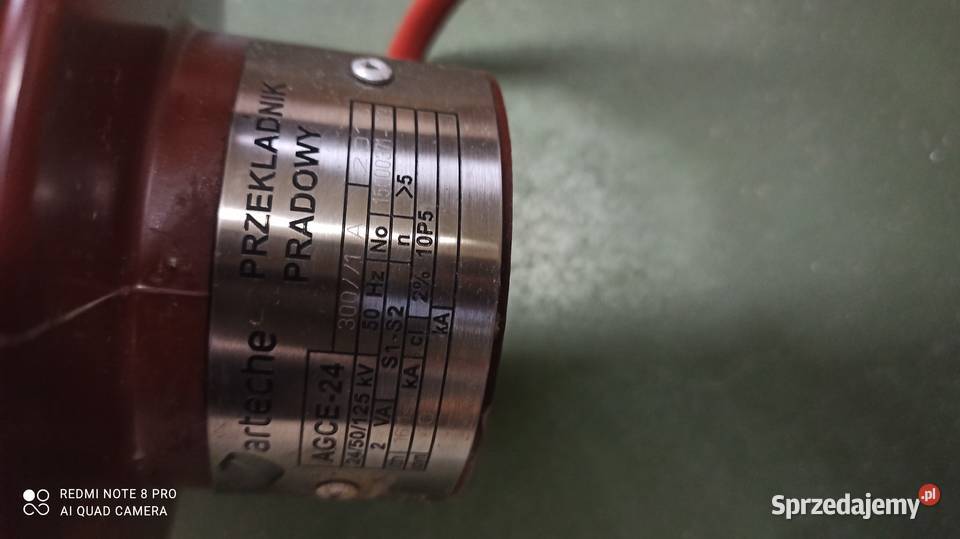 arteche PRZEKLADNIK
PRADOWY
AGCE-24 300/1 A
24/50/125 kV 50 Hz No
2 VA S1-S2 n >5
kA cl 2% 10P5
kA
REDMI NOTE 8 PRO
AI QUAD CAMERA
Sprzedajemy.pl